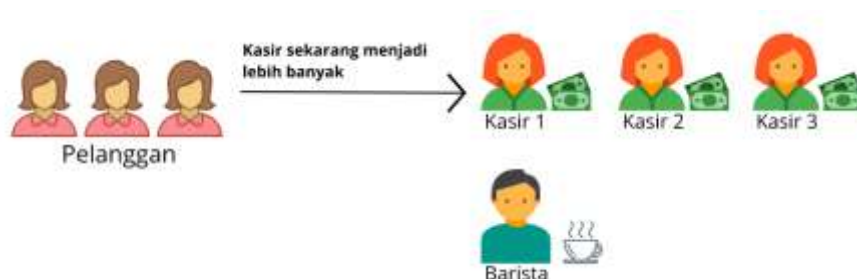 Kasir sekarang menjadi
lebih banyak
Pelanggan
Kasir 1
Kasir 2
Kasir 3
Barista